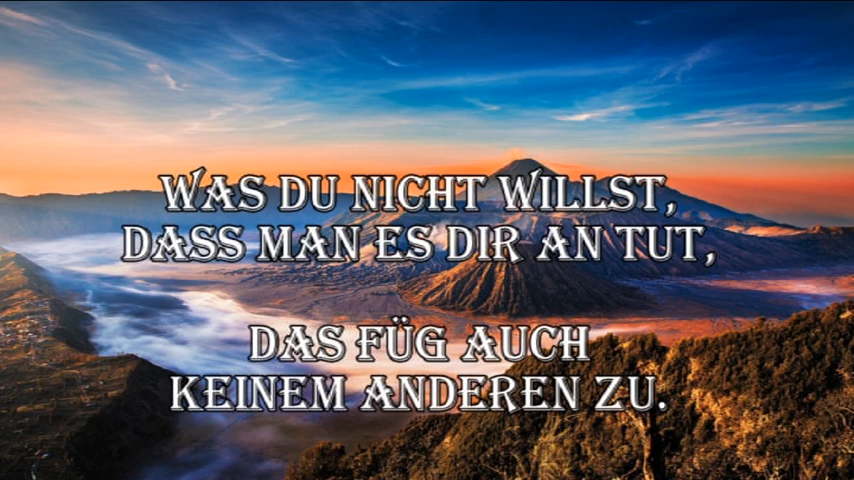 WAS DU NICHT WILLST,
DASS MAN ES DIR AN TUT,
DAS FÜG AUCH
KEINEM ANDEREN ZU.